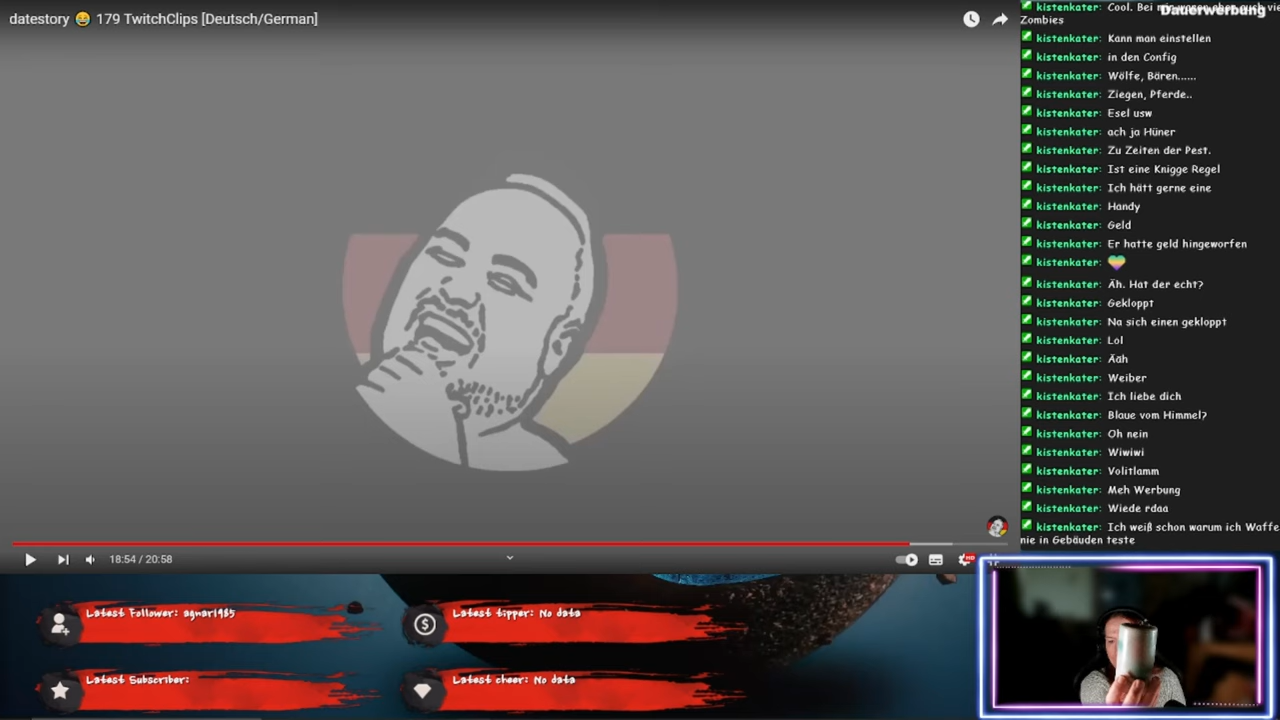 datestory 😂 179 TwitchClips [Deutsch/German]
18:54 / 20:58
HD
Dauerwerbung
kistenkater: Cool. Bei
Zombies
kistenkater: Kann man einstellen
kistenkater: in den Config
kistenkater: Wölfe, Bären......
kistenkater: Ziegen, Pferde..
kistenkater: Esel usw
kistenkater: ach ja Hüner
kistenkater: Zu Zeiten der Pest.
kistenkater: Ist eine Knigge Regel
kistenkater: Ich hätt gerne eine
kistenkater: Handy
kistenkater: Geld
kistenkater: Er hatte geld hingeworfen
kistenkater:
kistenkater: Äh. Hat der echt?
kistenkater: Gekloppt
kistenkater: Na sich einen gekloppt
kistenkater: Lol
kistenkater: Ääh
kistenkater: Weiber
kistenkater: Ich liebe dich
kistenkater: Blaue vom Himmel?
kistenkater: Oh nein
kistenkater: Wiwiwi
kistenkater: Volitlamm
kistenkater: Meh Werbung
kistenkater: Wiede rdaa
kistenkater: Ich weiß schon warum ich Waffe
nie in Gebäuden teste
Latest Follower: agnar1985
Latest tipper: No data
Latest Subscriber:
Latest cheer: No data